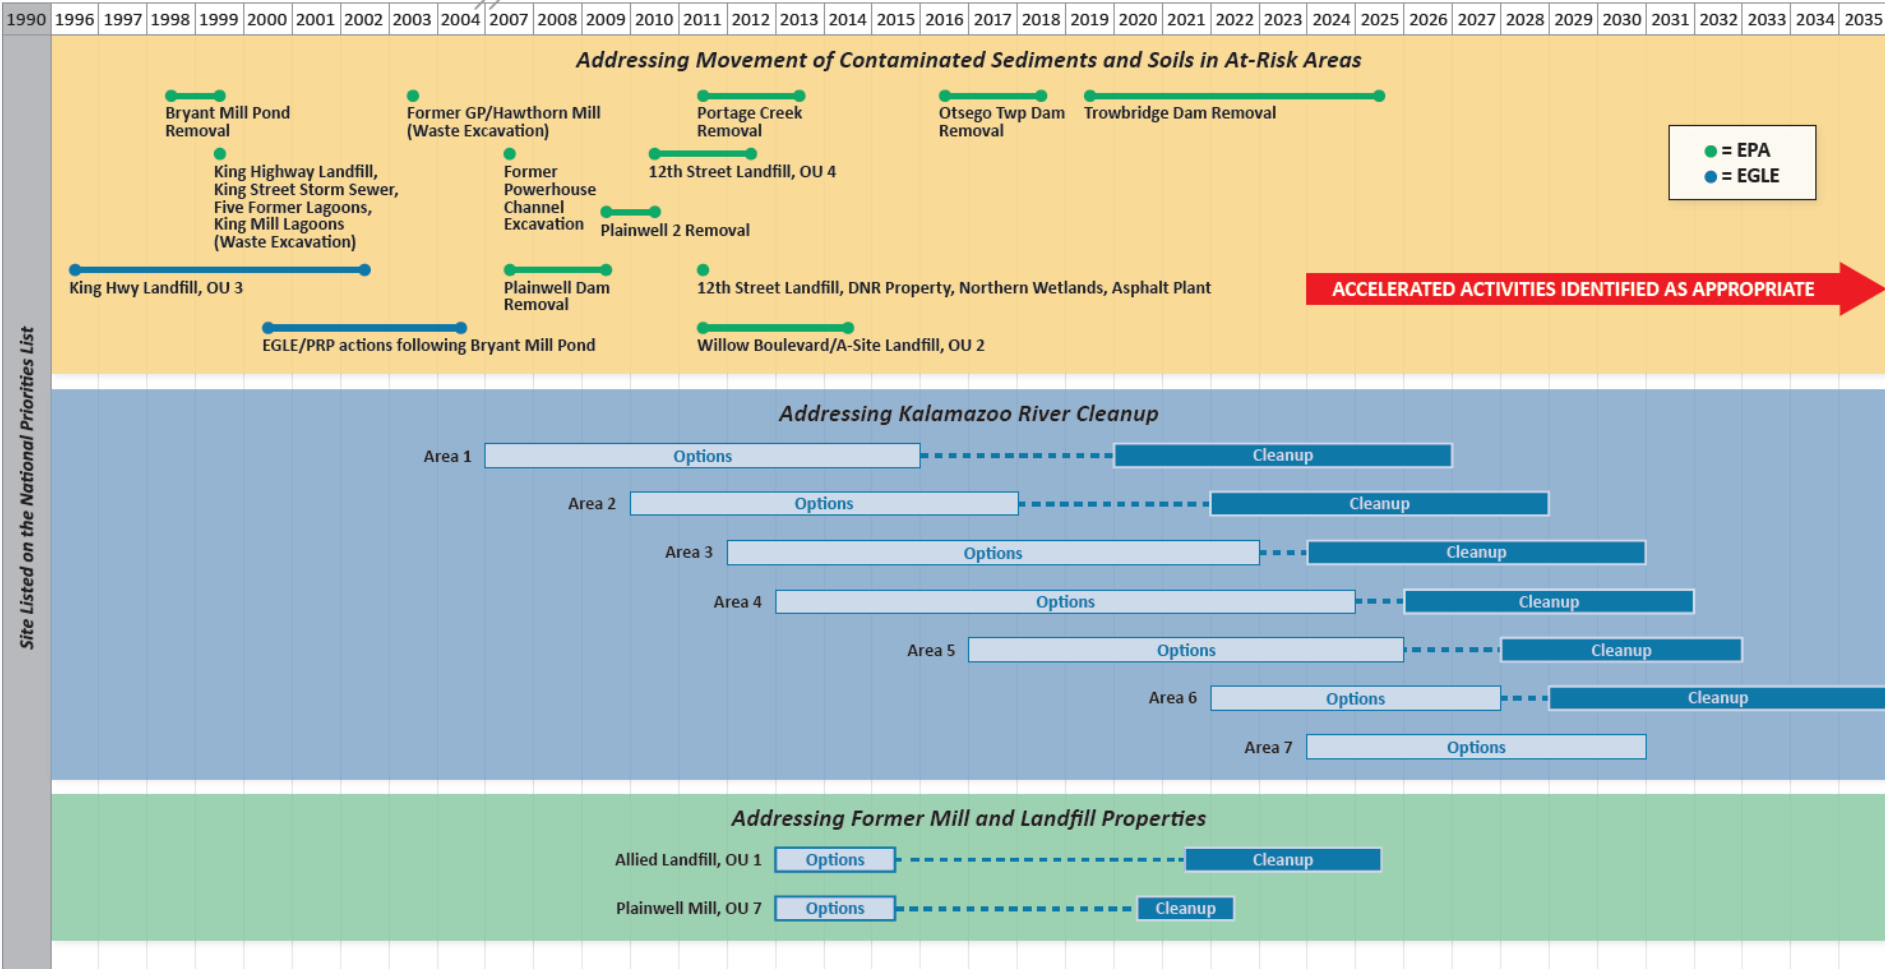 1990 1996 1997 1998 1999 2000 2001 2002 2003 2004 2007 2008 2009 2010 2011 2012 2013 2014 2015 2016 2017 2018 2019 2020 2021 2022 2023 2024 2025 2026 2027 2028 2029 2030 2031 2032 2033 2034 2035
Site Listed on the National Priorities List
Addressing Movement of Contaminated Sediments and Soils in At-Risk Areas
Bryant Mill Pond
Removal
Former GP/Hawthorn Mill
(Waste Excavation)
Portage Creek
Removal
Otsego Twp Dam
Removal
Trowbridge Dam Removal
= EPA
= EGLE
King Highway Landfill,
King Street Storm Sewer,
Five Former Lagoons,
King Mill Lagoons
(Waste Excavation)
Former
Powerhouse
Channel
Excavation
12th Street Landfill, OU 4
Plainwell 2 Removal
King Hwy Landfill, OU 3
Plainwell Dam
Removal
12th Street Landfill, DNR Property, Northern Wetlands, Asphalt Plant
ACCELERATED ACTIVITIES IDENTIFIED AS APPROPRIATE
EGLE/PRP actions following Bryant Mill Pond
Willow Boulevard/A-Site Landfill, OU 2
Addressing Kalamazoo River Cleanup
Area 1 Options Cleanup
Area 2 Options Cleanup
Area 3 Options Cleanup
Area 4 Options Cleanup
Area 5 Options Cleanup
Area 6 Options Cleanup
Area 7 Options
Addressing Former Mill and Landfill Properties
Allied Landfill, OU 1 Options Cleanup
Plainwell Mill, OU 7 Options Cleanup